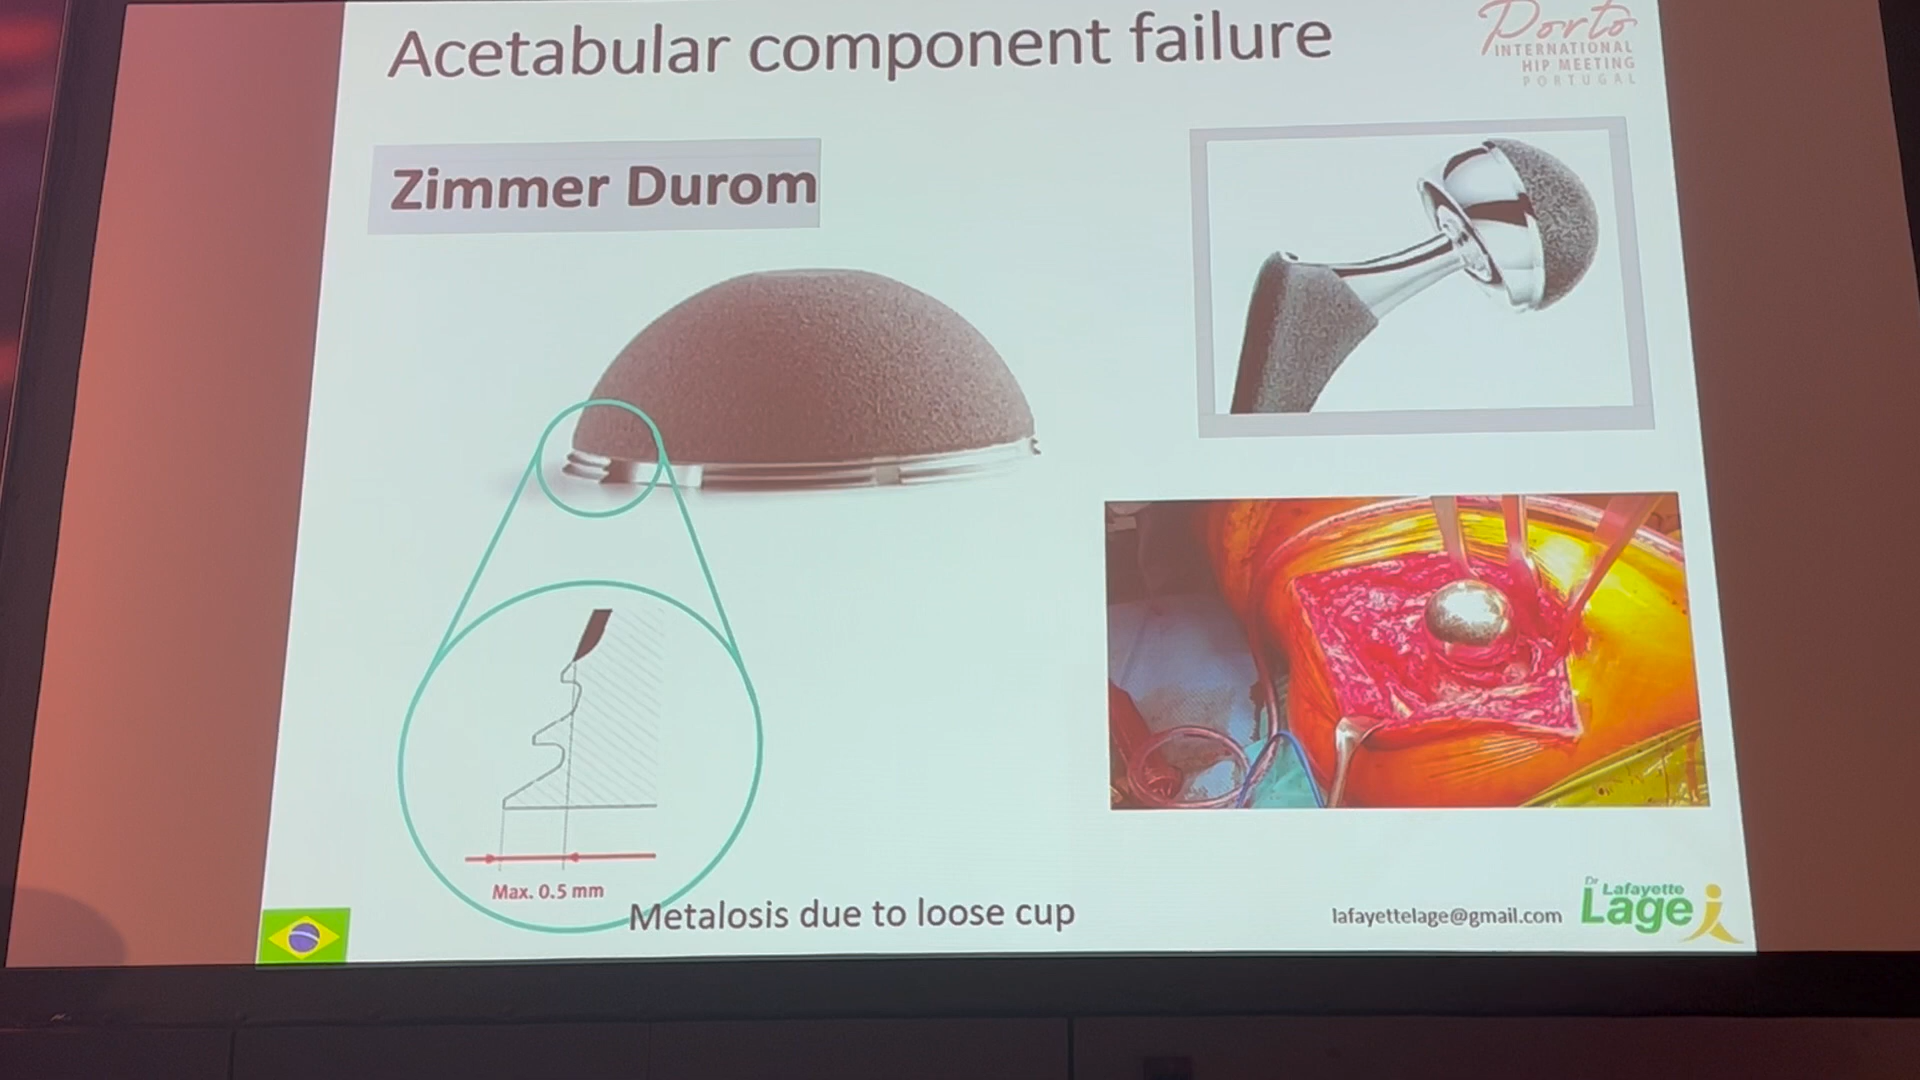 Acetabular component failure
Porto
INTERNATIONAL
HIP MEETING
PORTUGAL
Zimmer Durom
Max. 0.5 mm
Metalosis due to loose cup
lafayettelage@gmail.com
Dr Lafayette
Lage